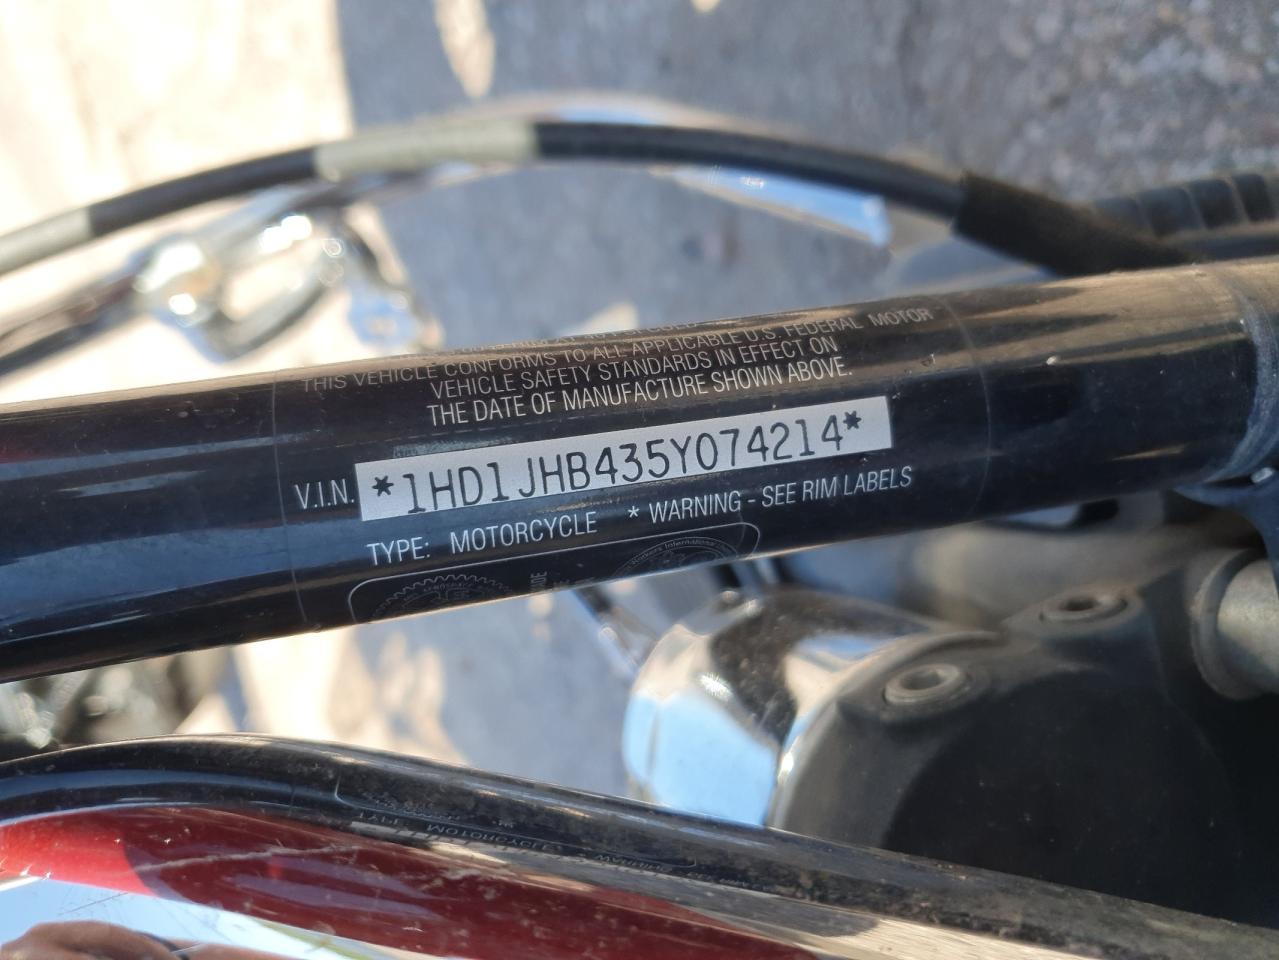 THIS VEHICLE CONFORMS TO ALL APPLICABLE U.S. FEDERAL MOTOR
VEHICLE SAFETY STANDARDS IN EFFECT ON
THE DATE OF MANUFACTURE SHOWN ABOVE.
V.I.N. *1HD1JHB435Y074214*
TYPE: MOTORCYCLE * WARNING - SEE RIM LABELS